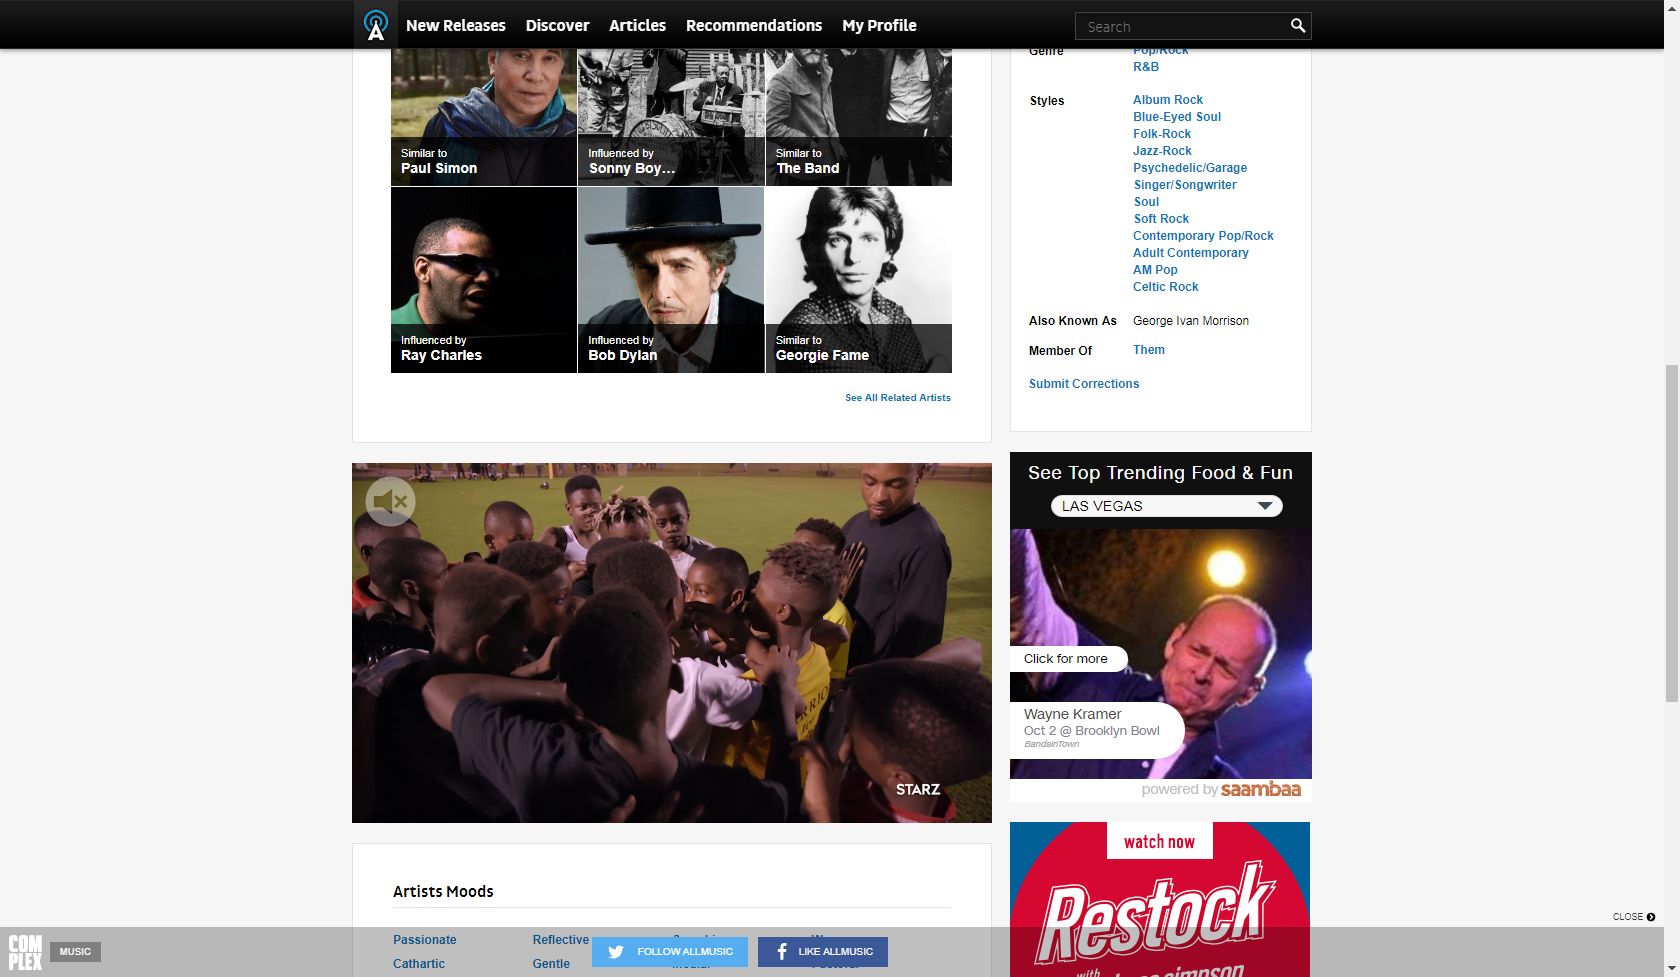 New Releases Discover Articles Recommendations My Profile Search
Similar to
Paul Simon
Influenced by
Sonny Boy...
Similar to
The Band
Influenced by
Ray Charles
Influenced by
Bob Dylan
Similar to
Georgie Fame
See All Related Artists
Genre Pop/Rock
R&B
Styles Album Rock
Blue-Eyed Soul
Folk-Rock
Jazz-Rock
Psychedelic/Garage
Singer/Songwriter
Soul
Soft Rock
Contemporary Pop/Rock
Adult Contemporary
AM Pop
Celtic Rock
Also Known As George Ivan Morrison
Member Of Them
Submit Corrections
STARZ
See Top Trending Food & Fun
LAS VEGAS
Click for more
Wayne Kramer
Oct 2 @ Brooklyn Bowl
BandsInTown
powered by saambaa
watch now
Restock
with
simpson
Artists Moods
Passionate Reflective
Cathartic Gentle
CLOSE
COMPLEX MUSIC
FOLLOW ALLMUSIC
LIKE ALLMUSIC